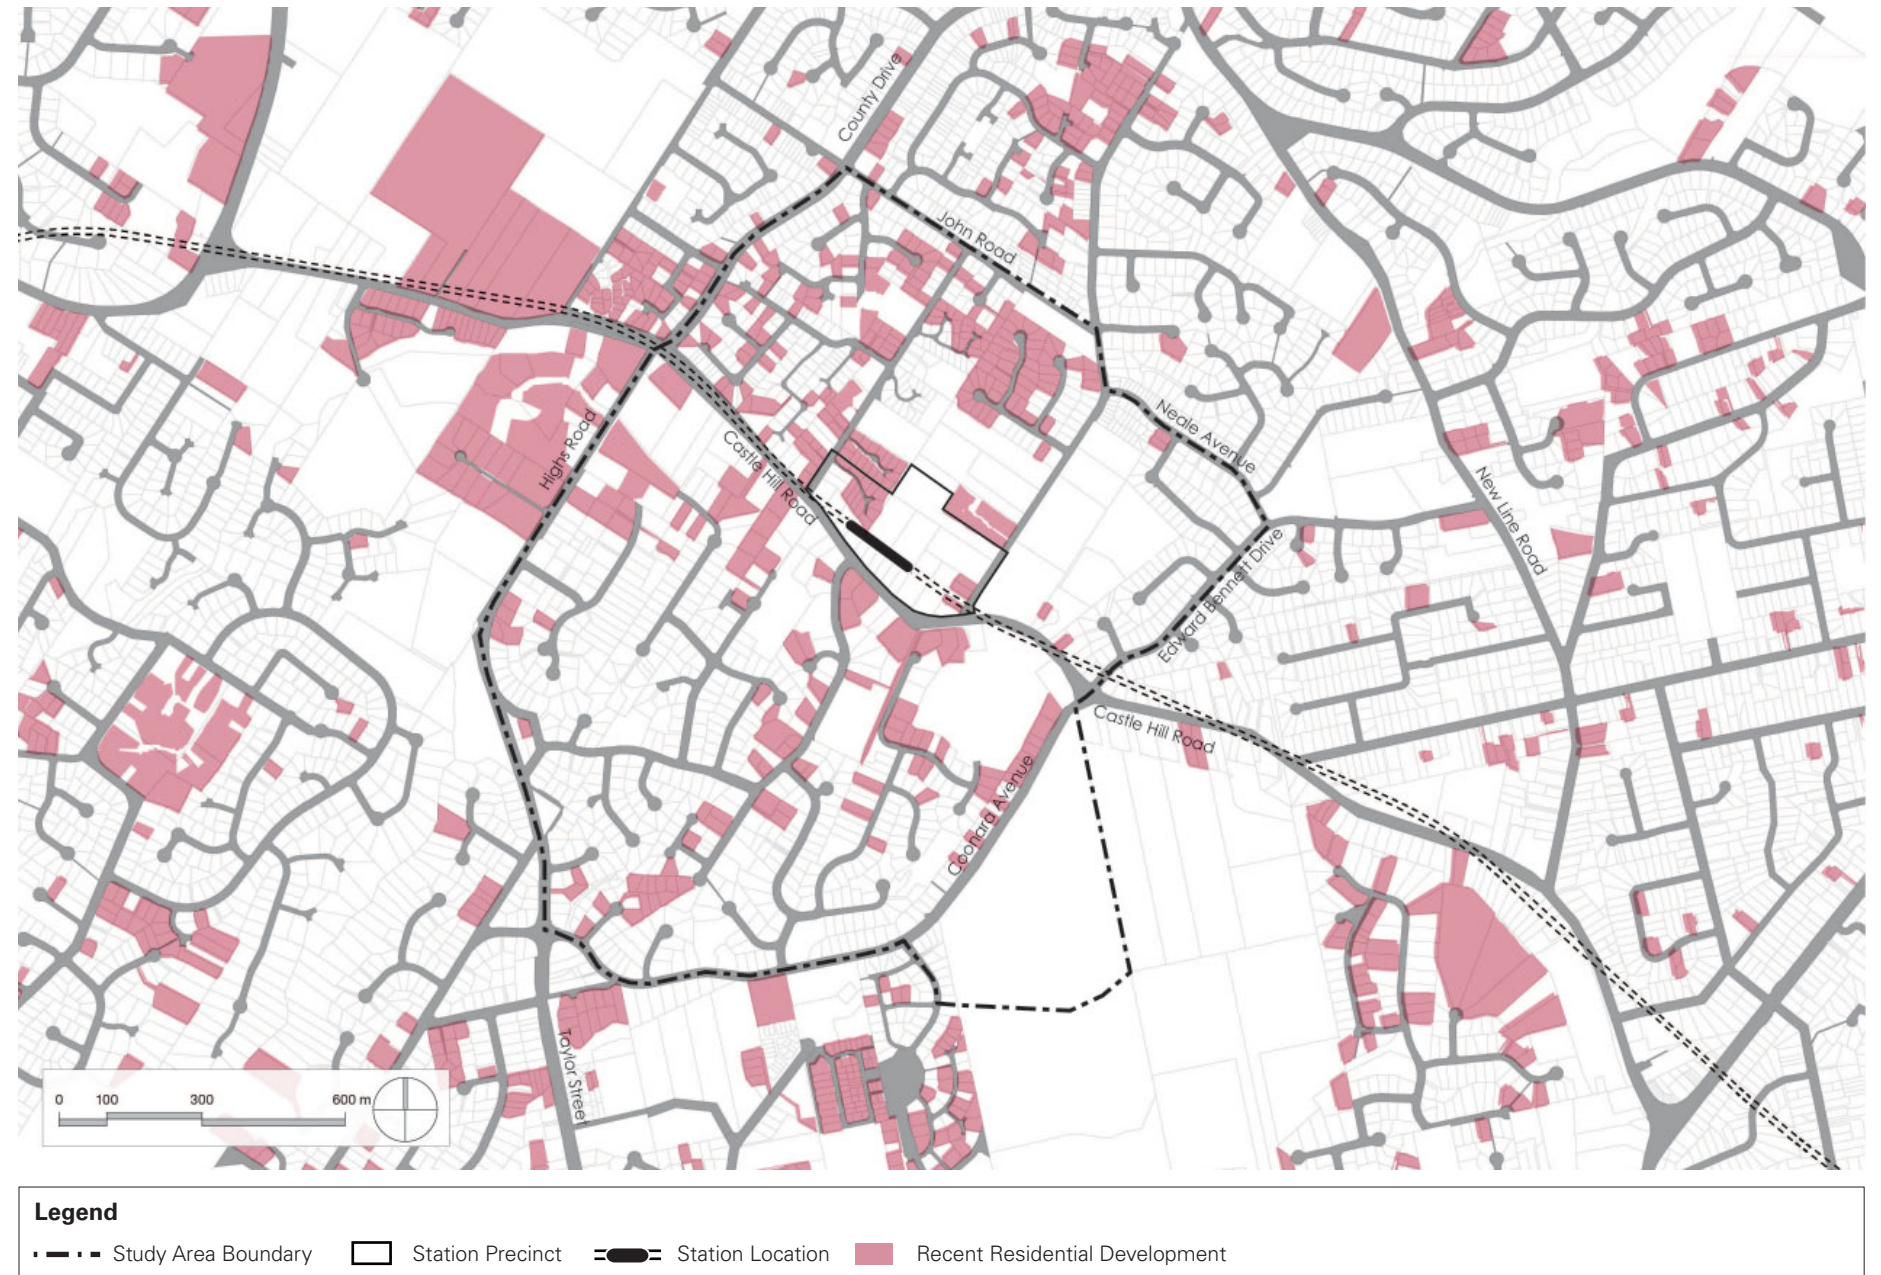 County Drive
John Road
Neale Avenue
Highs Road
Castle Hill Road
New Line Road
Edward Bennett Drive
Castle Hill Road
Coonara Avenue
Taylor Street
0 100 300 600 m
Legend
Study Area Boundary Station Precinct Station Location Recent Residential Development